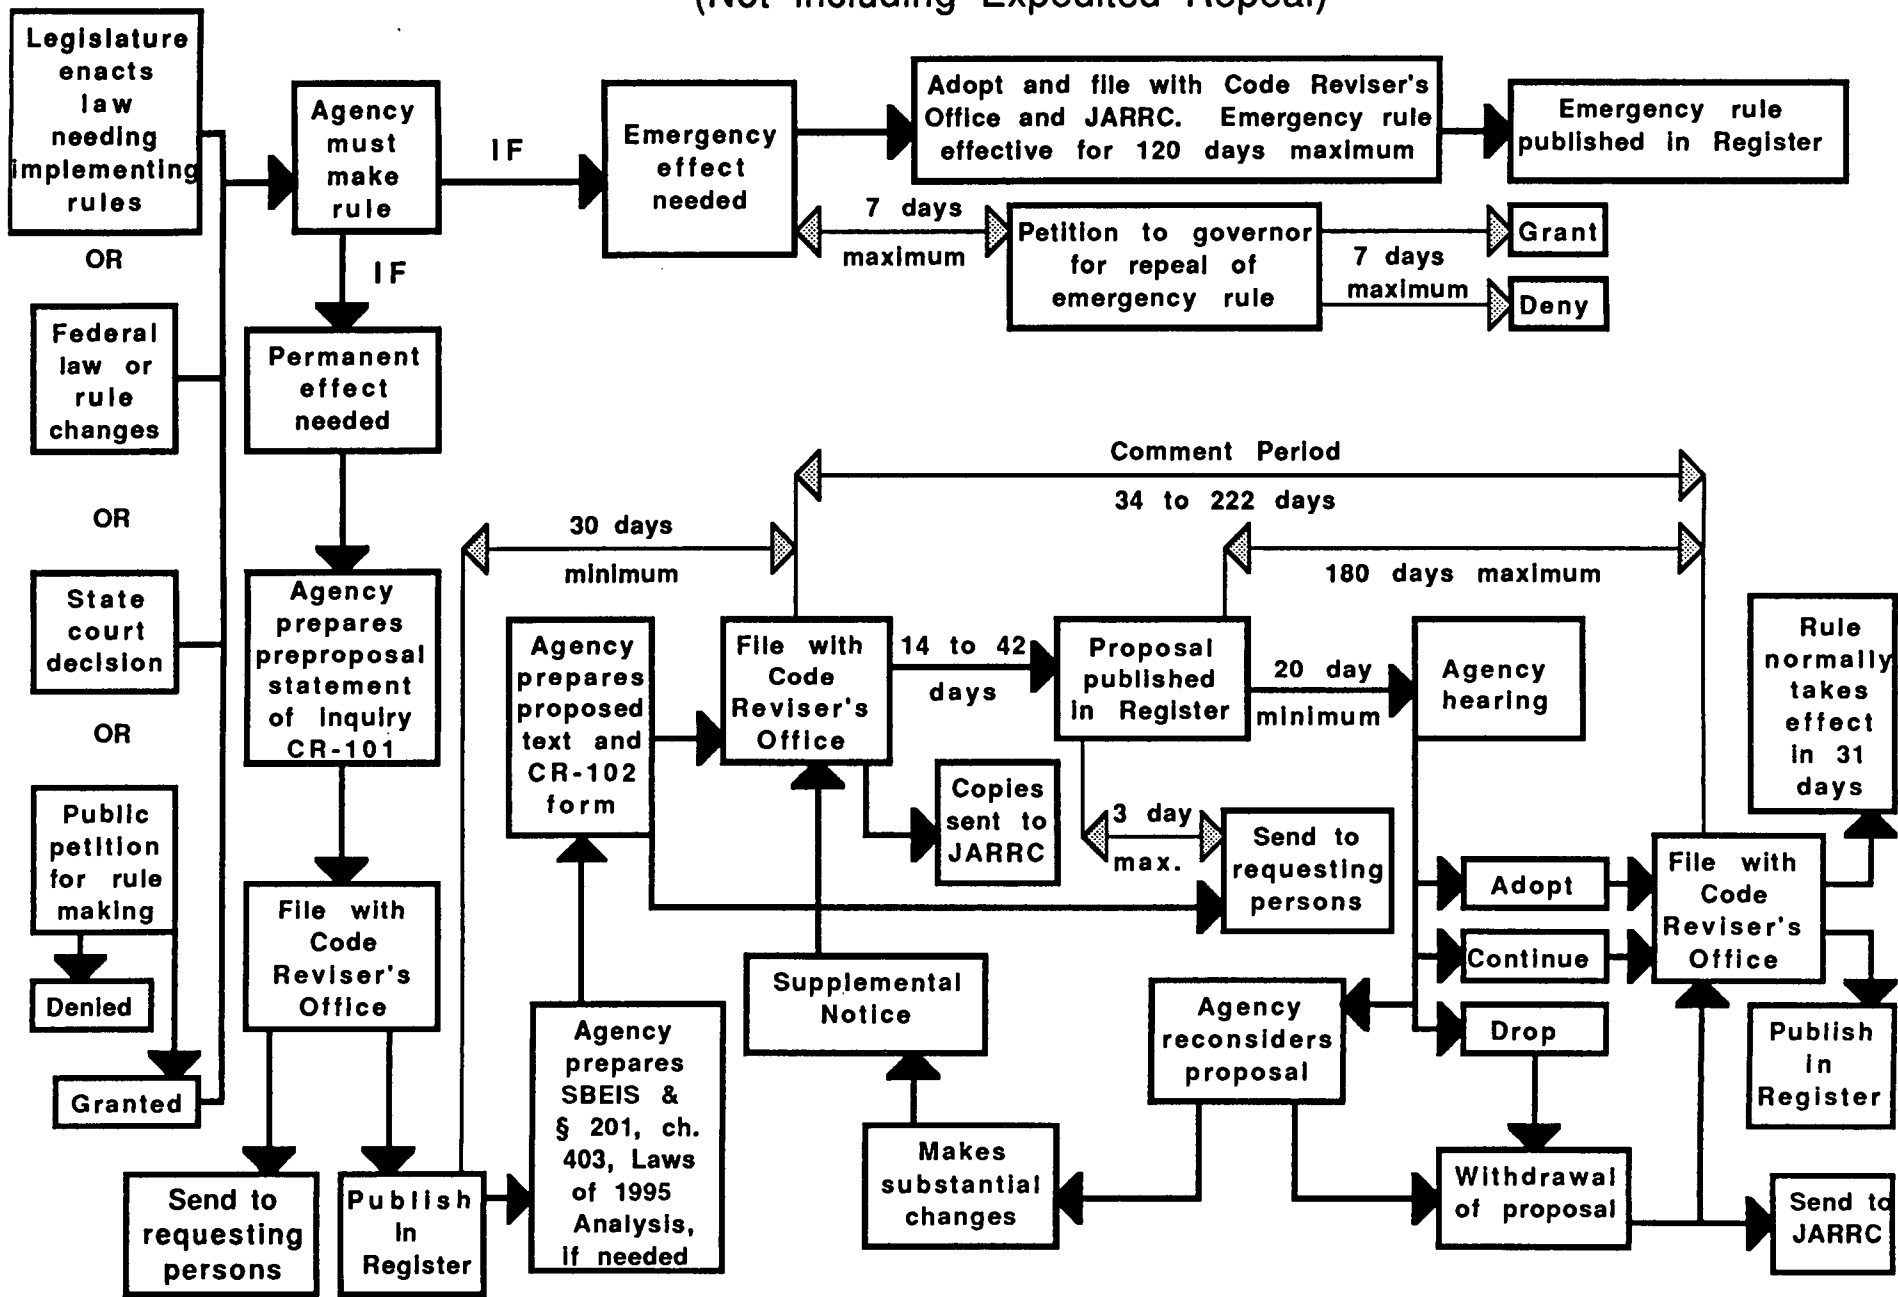 (Not Including Expedited Repeal)
Legislature
enacts
law
needing
implementing
rules
OR
Federal
law or
rule
changes
OR
State
court
decision
OR
Public
petition
for rule
making
Denied
Granted
Agency
must
make
rule
IF
IF
Emergency
effect
needed
Adopt and file with Code Reviser's
Office and JARRC. Emergency rule
effective for 120 days maximum
Emergency rule
published in Register
7 days
maximum
Petition to governor
for repeal of
emergency rule
7 days
maximum
Grant
Deny
Permanent
effect
needed
Agency
prepares
preproposal
statement
of inquiry
CR-101
File with
Code
Reviser's
Office
Send to
requesting
persons
Publish
In
Register
30 days
minimum
Agency
prepares
SBEIS &
§ 201, ch.
403, Laws
of 1995
Analysis,
if needed
Agency
prepares
proposed
text and
CR-102
form
Comment Period
34 to 222 days
180 days maximum
File with
Code
Reviser's
Office
14 to 42
days
Proposal
published
in Register
20 day
minimum
Agency
hearing
Copies
sent to
JARRC
3 day
max.
Send to
requesting
persons
Supplemental
Notice
Makes
substantial
changes
Agency
reconsiders
proposal
Adopt
Continue
Drop
Withdrawal
of proposal
File with
Code
Reviser's
Office
Rule
normally
takes
effect
in 31
days
Publish
in
Register
Send to
JARRC